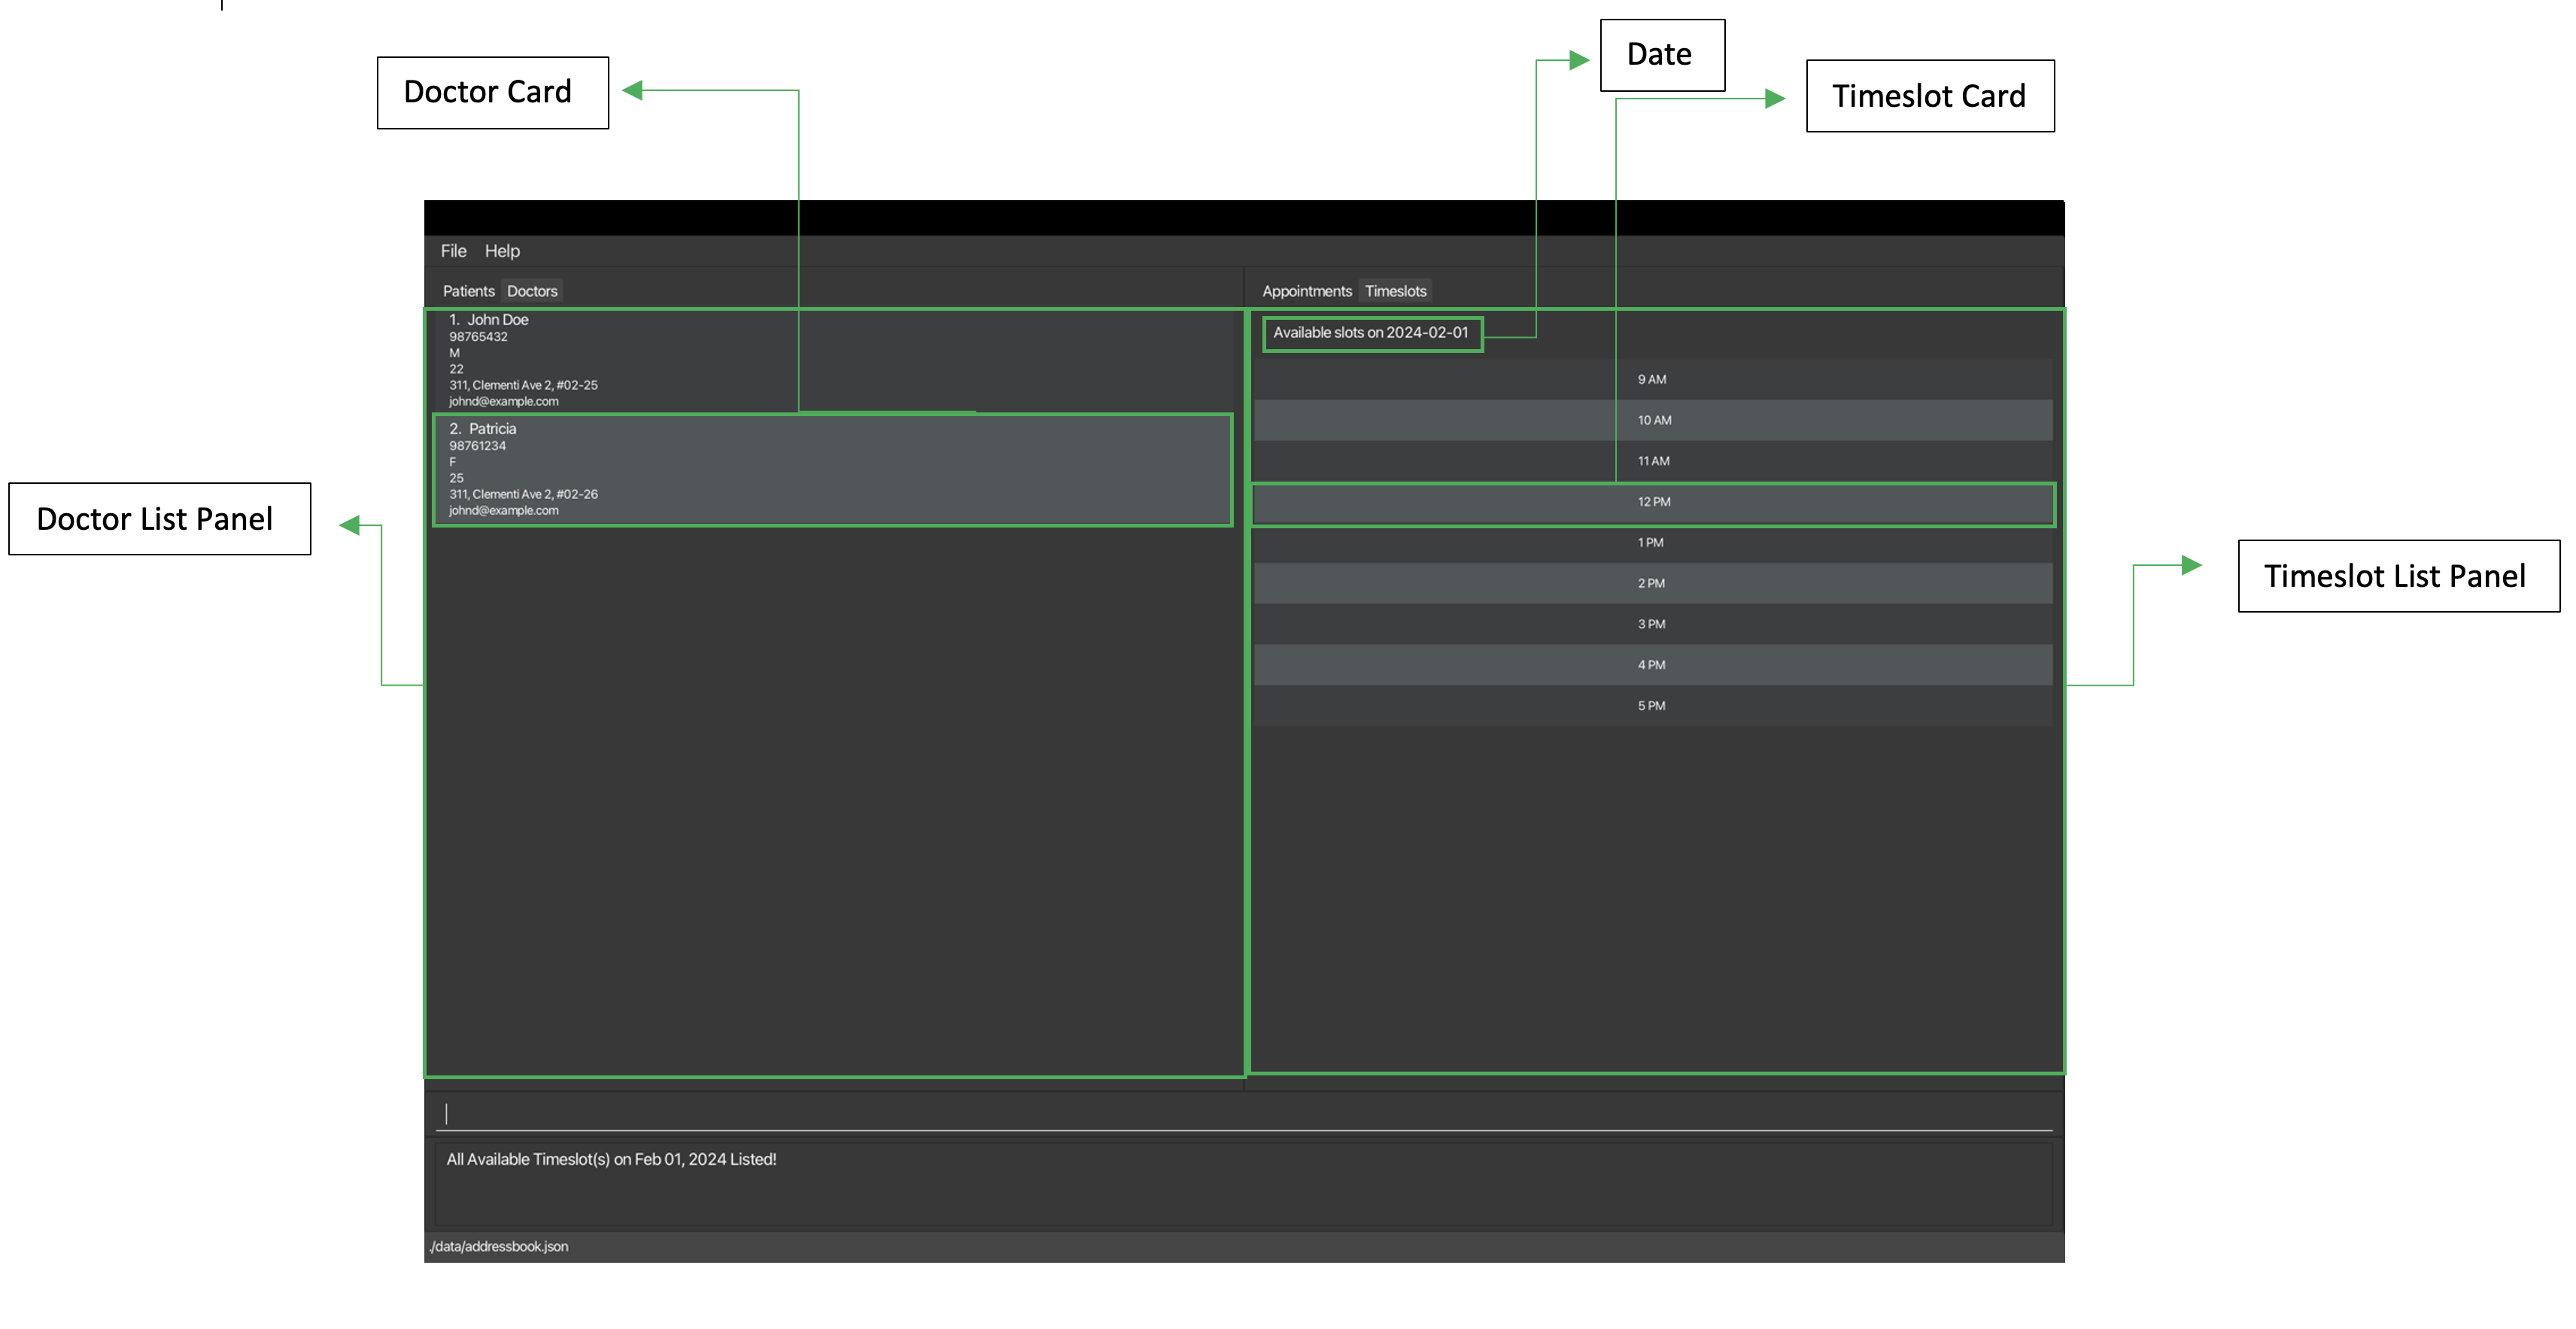 Date
Doctor Card
Timeslot Card
File Help
Patients Doctors
Appointments Timeslots
1. John Doe
98765432
M
22
311, Clementi Ave 2, #02-25
johnd@example.com
2. Patricia
98761234
F
25
311, Clementi Ave 2, #02-26
johnd@example.com
Doctor List Panel
Available slots on 2024-02-01
9 AM
10 AM
11 AM
12 PM
1 PM
2 PM
3 PM
4 PM
5 PM
Timeslot List Panel
All Available Timeslot(s) on Feb 01, 2024 Listed!
./data/addressbook.json